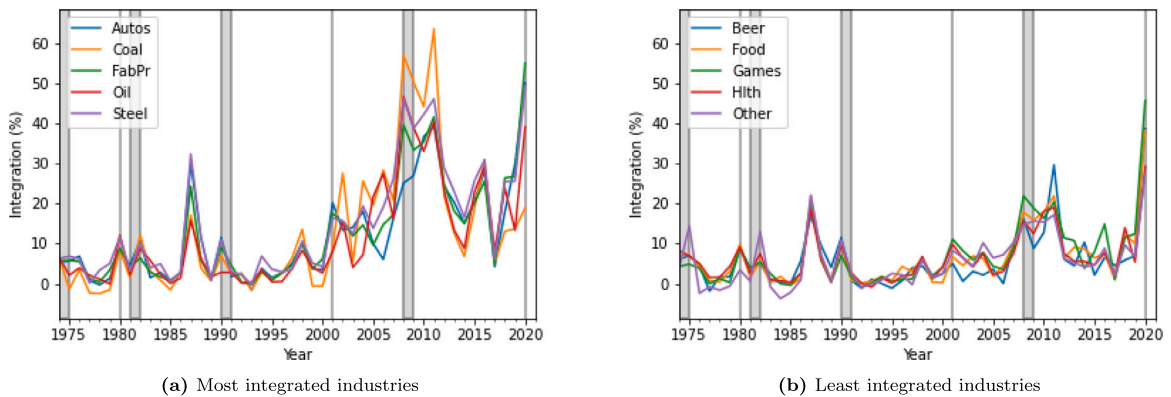 Autos
Coal
FabPr
Oil
Steel
Integration (%)
60
50
40
30
20
10
0
1975 1980 1985 1990 1995 2000 2005 2010 2015 2020
Year
(a) Most integrated industries
Beer
Food
Games
Hlth
Other
Integration (%)
60
50
40
30
20
10
0
1975 1980 1985 1990 1995 2000 2005 2010 2015 2020
Year
(b) Least integrated industries